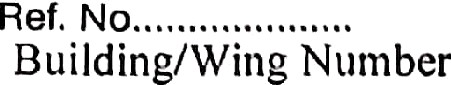 Ref. No....................
Building/Wing Number